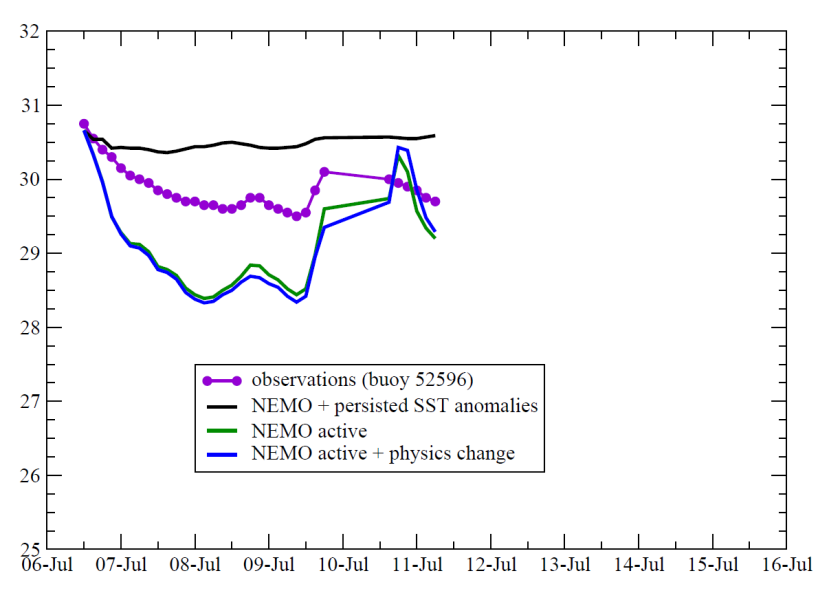 32
31
30
29
28
27
26
25
observations (buoy 52596)
NEMO + persisted SST anomalies
NEMO active
NEMO active + physics change
06-Jul 07-Jul 08-Jul 09-Jul 10-Jul 11-Jul 12-Jul 13-Jul 14-Jul 15-Jul 16-Jul